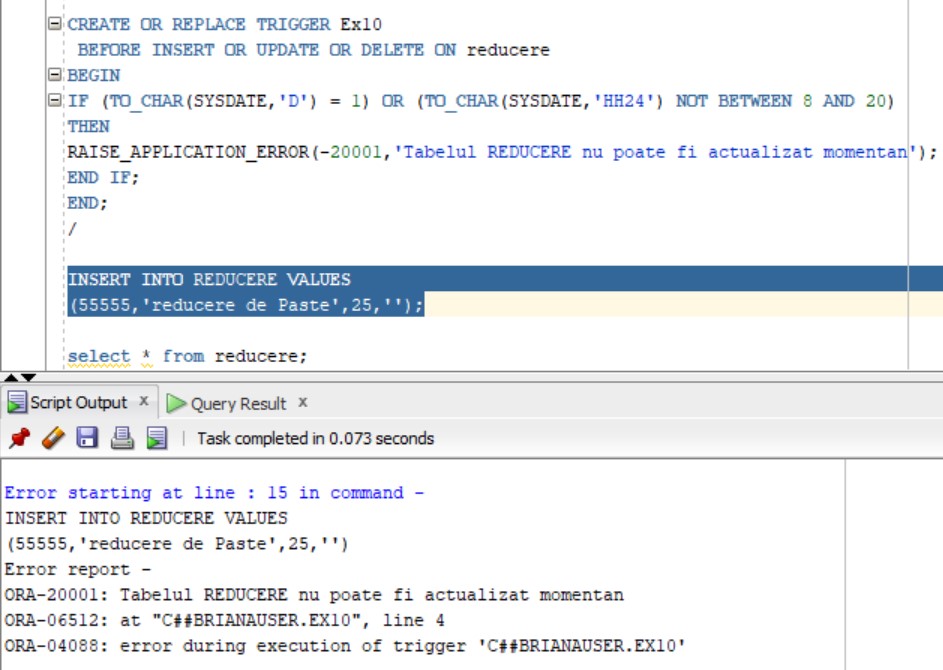 CREATE OR REPLACE TRIGGER Ex10
BEFORE INSERT OR UPDATE OR DELETE ON reducere
BEGIN
IF (TO_CHAR(SYSDATE,'D') = 1) OR (TO_CHAR(SYSDATE,'HH24') NOT BETWEEN 8 AND 20)
THEN
RAISE_APPLICATION_ERROR(-20001,'Tabelul REDUCERE nu poate fi actualizat momentan');
END IF;
END;
/
INSERT INTO REDUCERE VALUES
(55555,'reducere de Paste',25,'');
select * from reducere;
Script Output x Query Result x
Task completed in 0.073 seconds
Error starting at line : 15 in command -
INSERT INTO REDUCERE VALUES
(55555,'reducere de Paste',25,'')
Error report -
ORA-20001: Tabelul REDUCERE nu poate fi actualizat momentan
ORA-06512: at "C##BRIANAUSER.EX10", line 4
ORA-04088: error during execution of trigger 'C##BRIANAUSER.EX10'